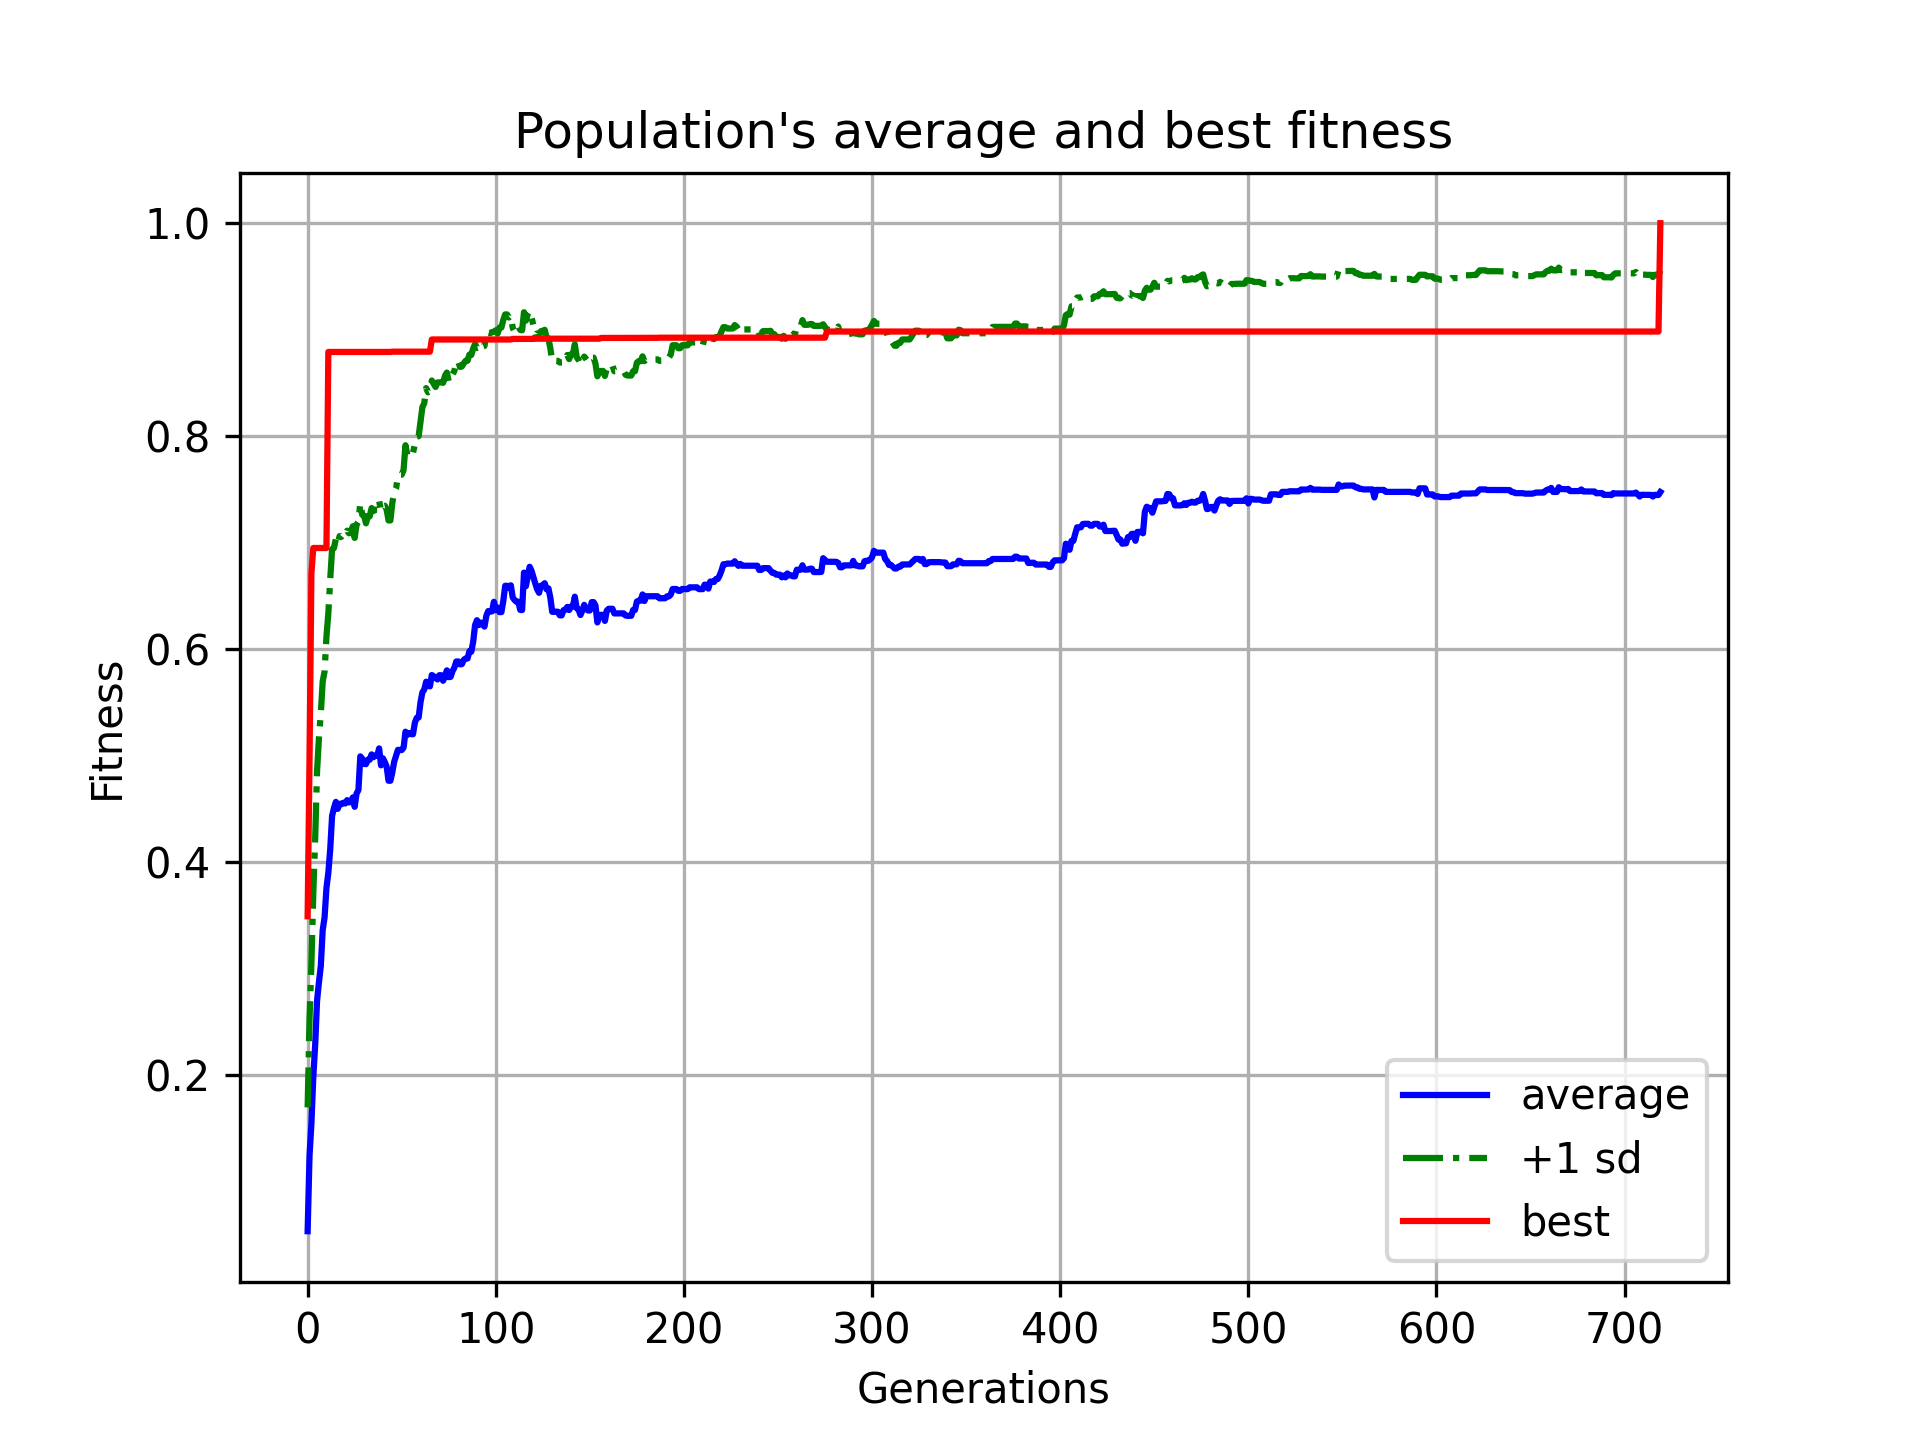 Population's average and best fitness
Fitness
1.0
0.8
0.6
0.4
0.2
average
+1 sd
best
0 100 200 300 400 500 600 700
Generations